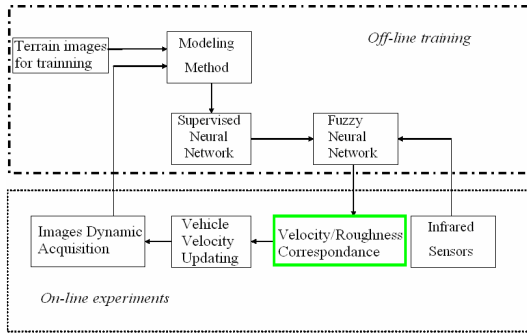 Off-line training
Terrain images
for trainning
Modeling
Method
Supervised
Neural
Network
Fuzzy
Neural
Network
Images Dynamic
Acquisition
Vehicle
Velocity
Updating
Velocity/Roughness
Correspondance
Infrared
Sensors
On-line experiments